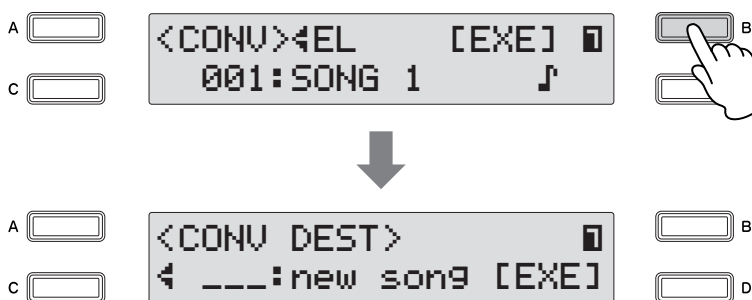 A
<CONV>◄EL [EXE]
B
C
001:SONG 1 ♪
A
<CONV DEST>
B
C
◄ ___:new song [EXE]
D